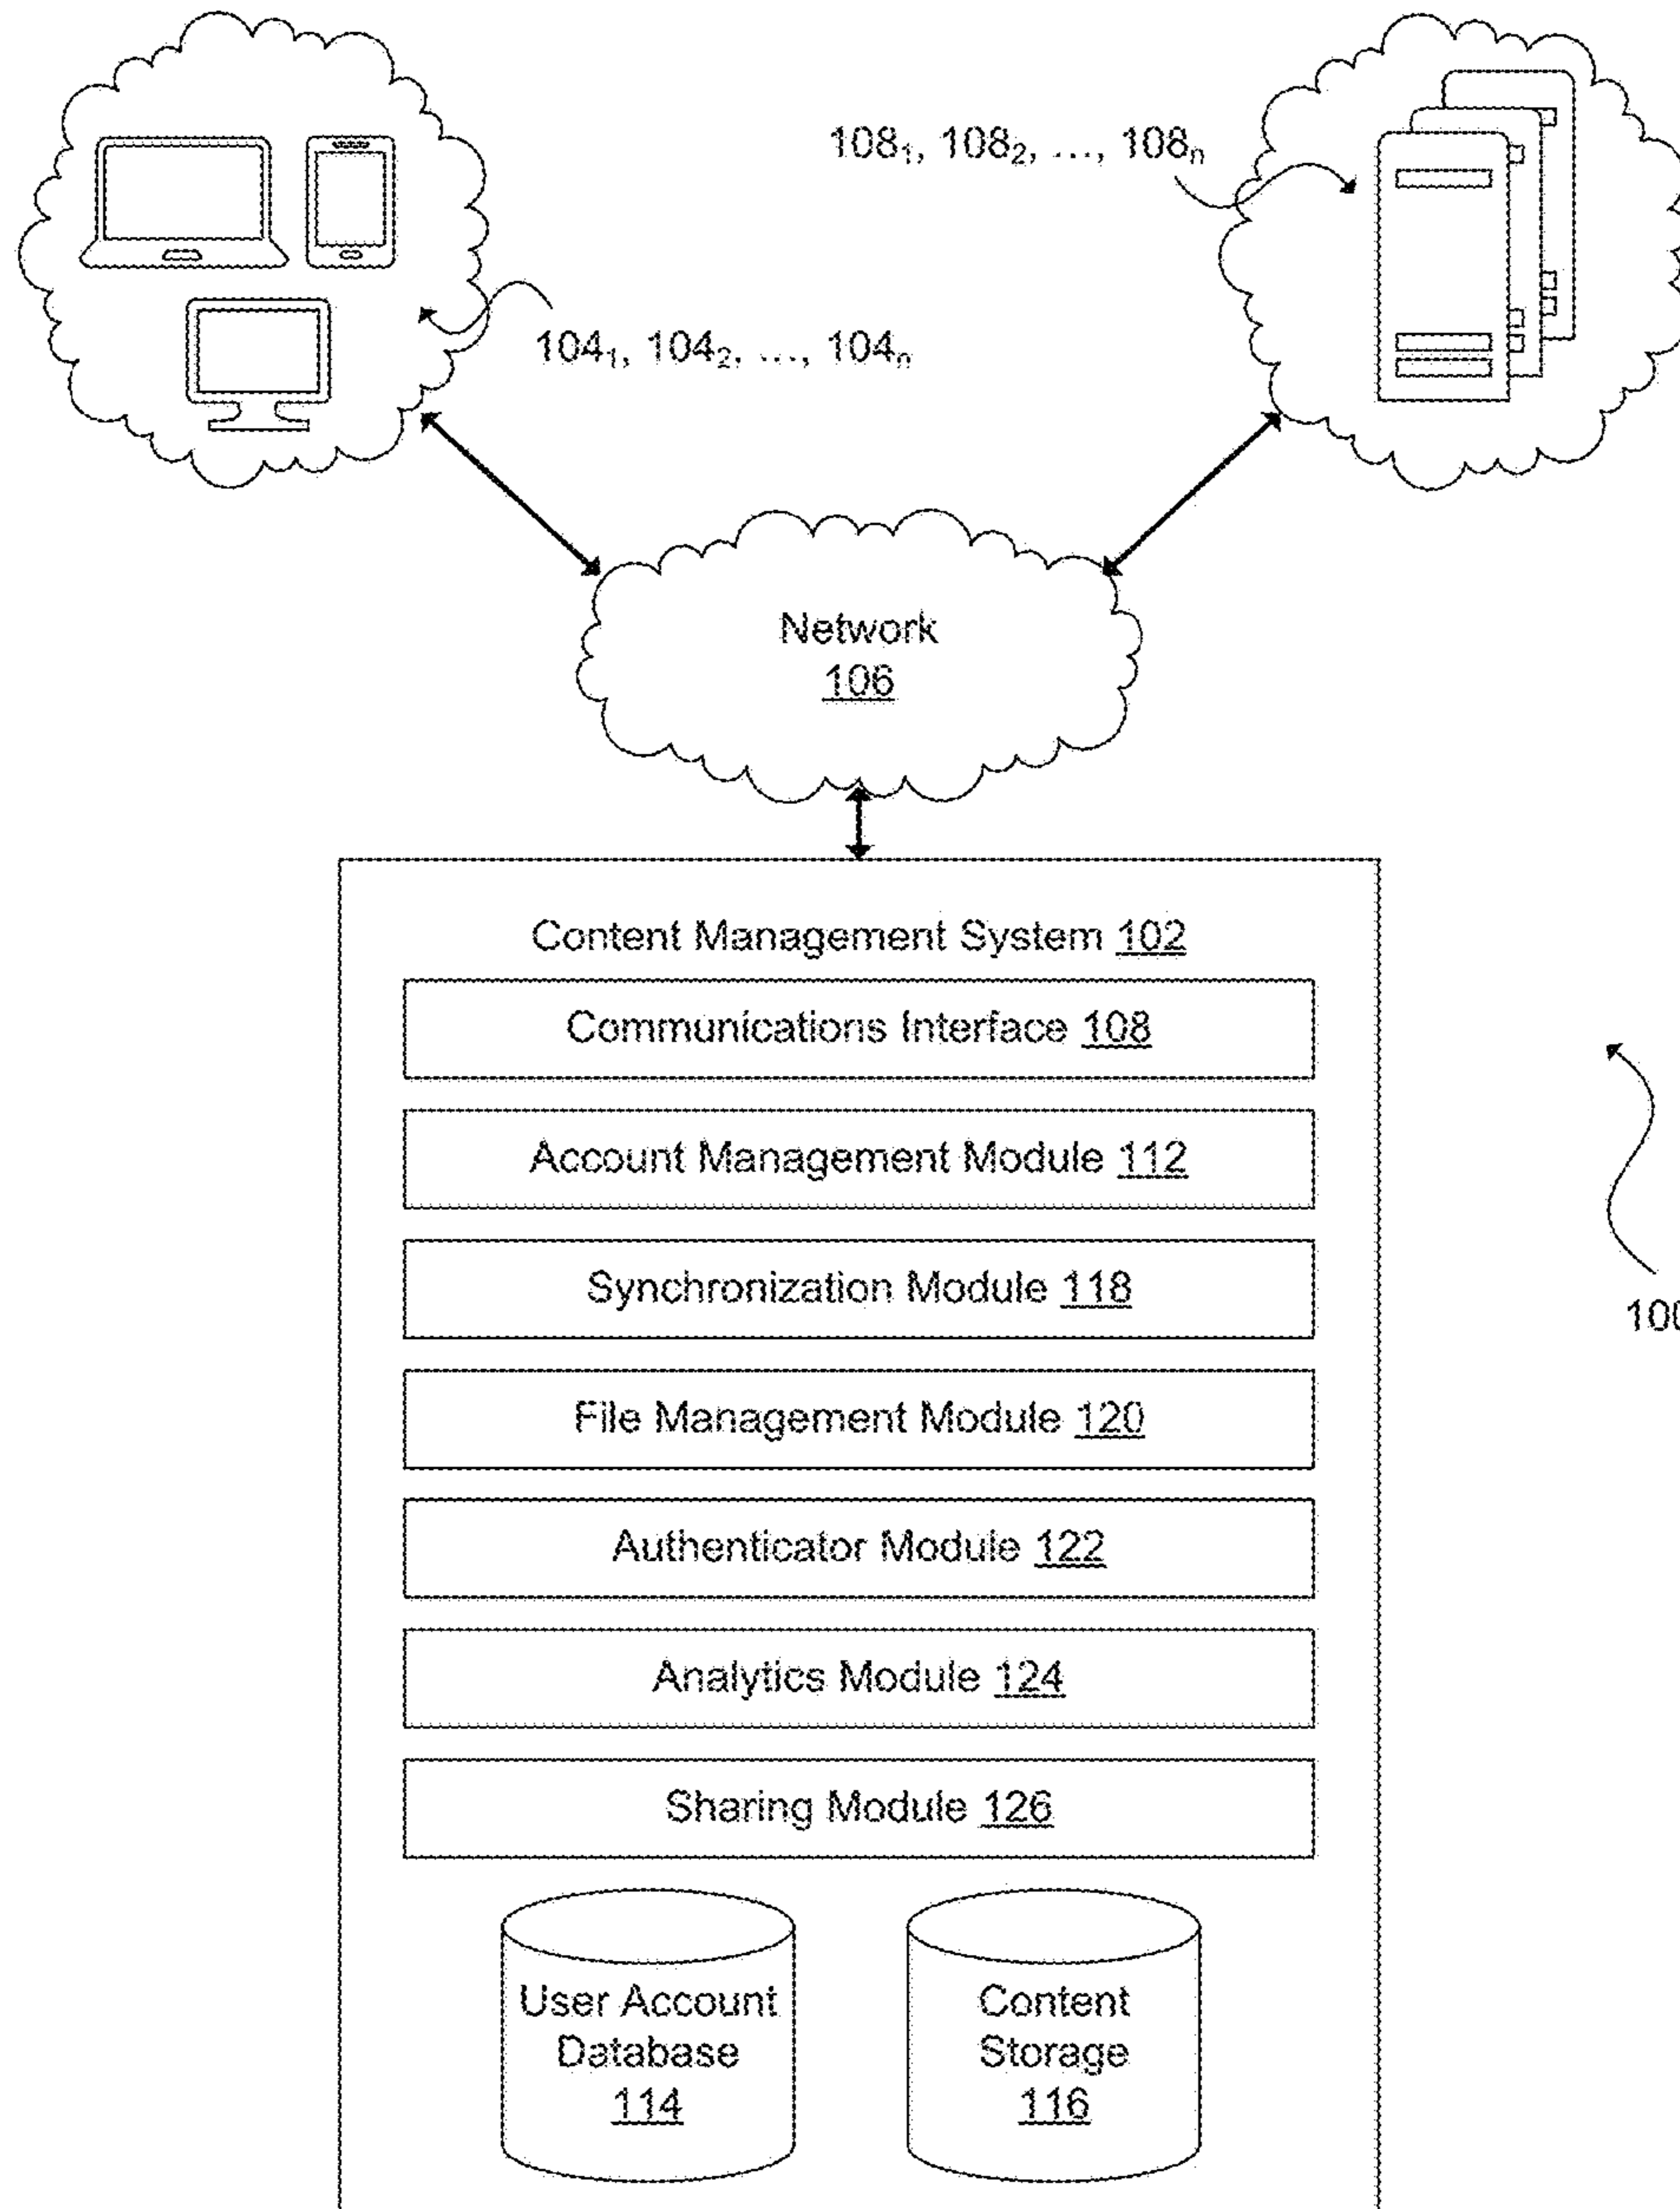 108₁, 108₂, ..., 108ₙ
104₁, 104₂, ..., 104ₙ
Network
106
Content Management System 102
Communications Interface 108
Account Management Module 112
Synchronization Module 118
100
File Management Module 120
Authenticator Module 122
Analytics Module 124
Sharing Module 126
User Account
Database
114
Content
Storage
116